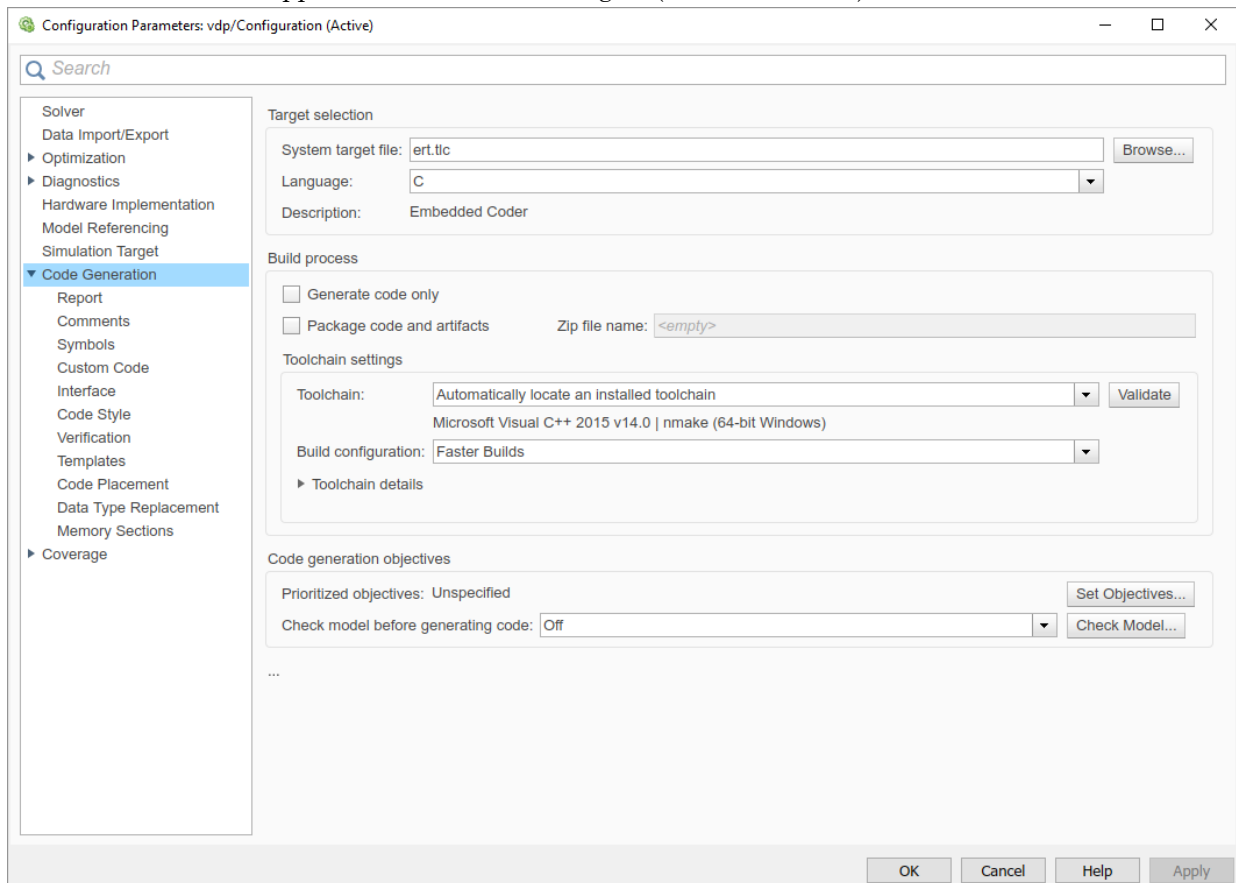 Configuration Parameters: vdp/Configuration (Active)
Search
Solver
Data Import/Export
Optimization
Diagnostics
Hardware Implementation
Model Referencing
Simulation Target
Code Generation
Report
Comments
Symbols
Custom Code
Interface
Code Style
Verification
Templates
Code Placement
Data Type Replacement
Memory Sections
Coverage
Target selection
System target file: ert.tlc Browse...
Language: C
Description: Embedded Coder
Build process
Generate code only
Package code and artifacts Zip file name: <empty>
Toolchain settings
Toolchain: Automatically locate an installed toolchain Validate
Microsoft Visual C++ 2015 v14.0 | nmake (64-bit Windows)
Build configuration: Faster Builds
Toolchain details
Code generation objectives
Prioritized objectives: Unspecified Set Objectives...
Check model before generating code: Off Check Model...
...
OK Cancel Help Apply